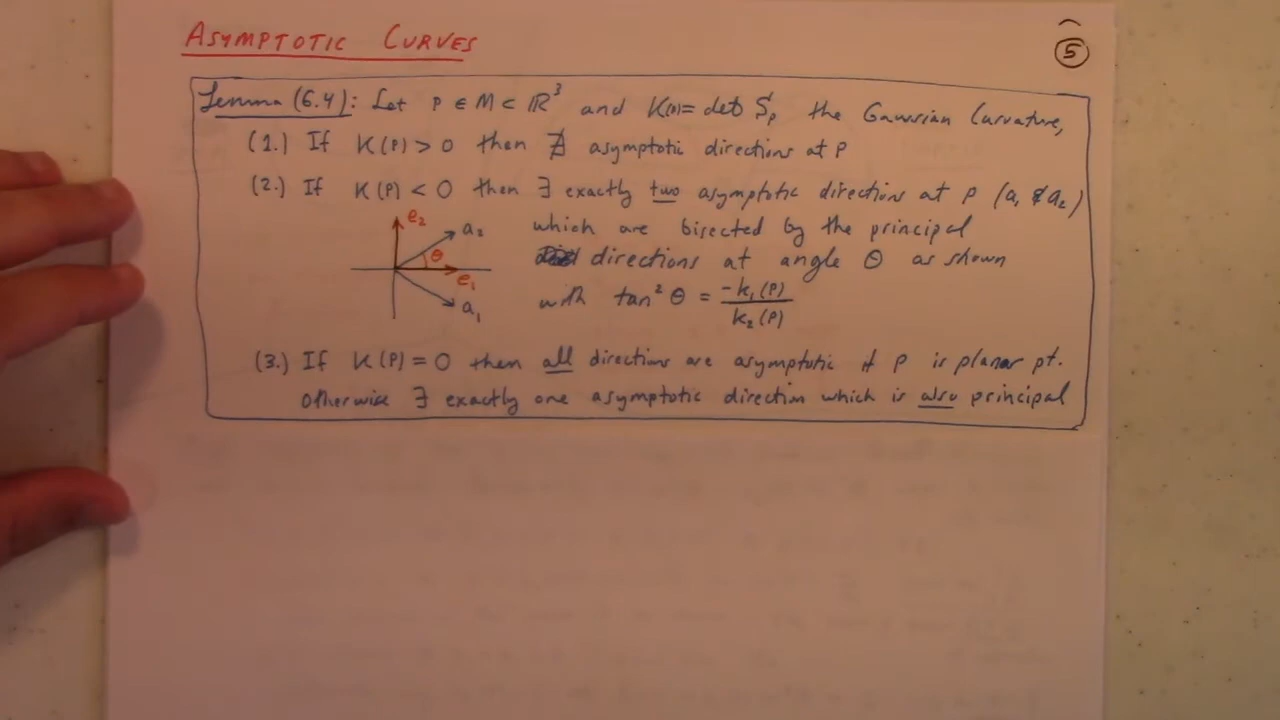 ASYMPTOTIC CURVES
5
Lemma (6.4): Let p ∈ M ⊂ ℝ³ and K(p) = det Sₚ the Gaussian Curvature,
(1.) If K(P) > 0 then ∄ asymptotic directions at P
(2.) If K(P) < 0 then ∃ exactly two asymptotic directions at p (a₁ & a₂)
which are bisected by the principal
directions at angle θ as shown
with tan² θ = -k₁(P) / k₂(P)
e₂
a₂
θ
e₁
a₁
(3.) If K(P) = 0 then all directions are asymptotic if P is planar pt.
Otherwise ∃ exactly one asymptotic direction which is also principal